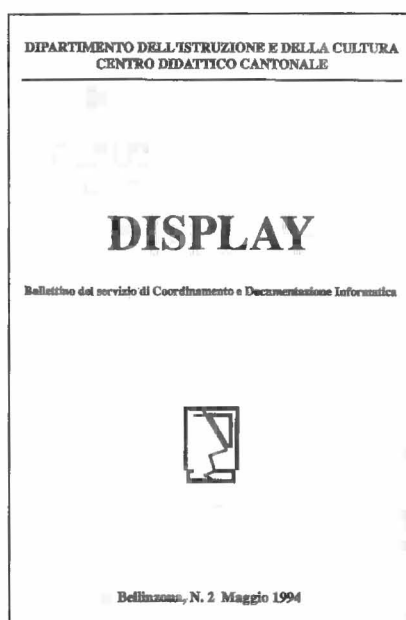 DIPARTIMENTO DELL'ISTRUZIONE E DELLA CULTURA
CENTRO DIDATTICO CANTONALE
DISPLAY
Bollettino del servizio di Coordinamento e Documentazione Informatica
Bellinzona, N. 2 Maggio 1994